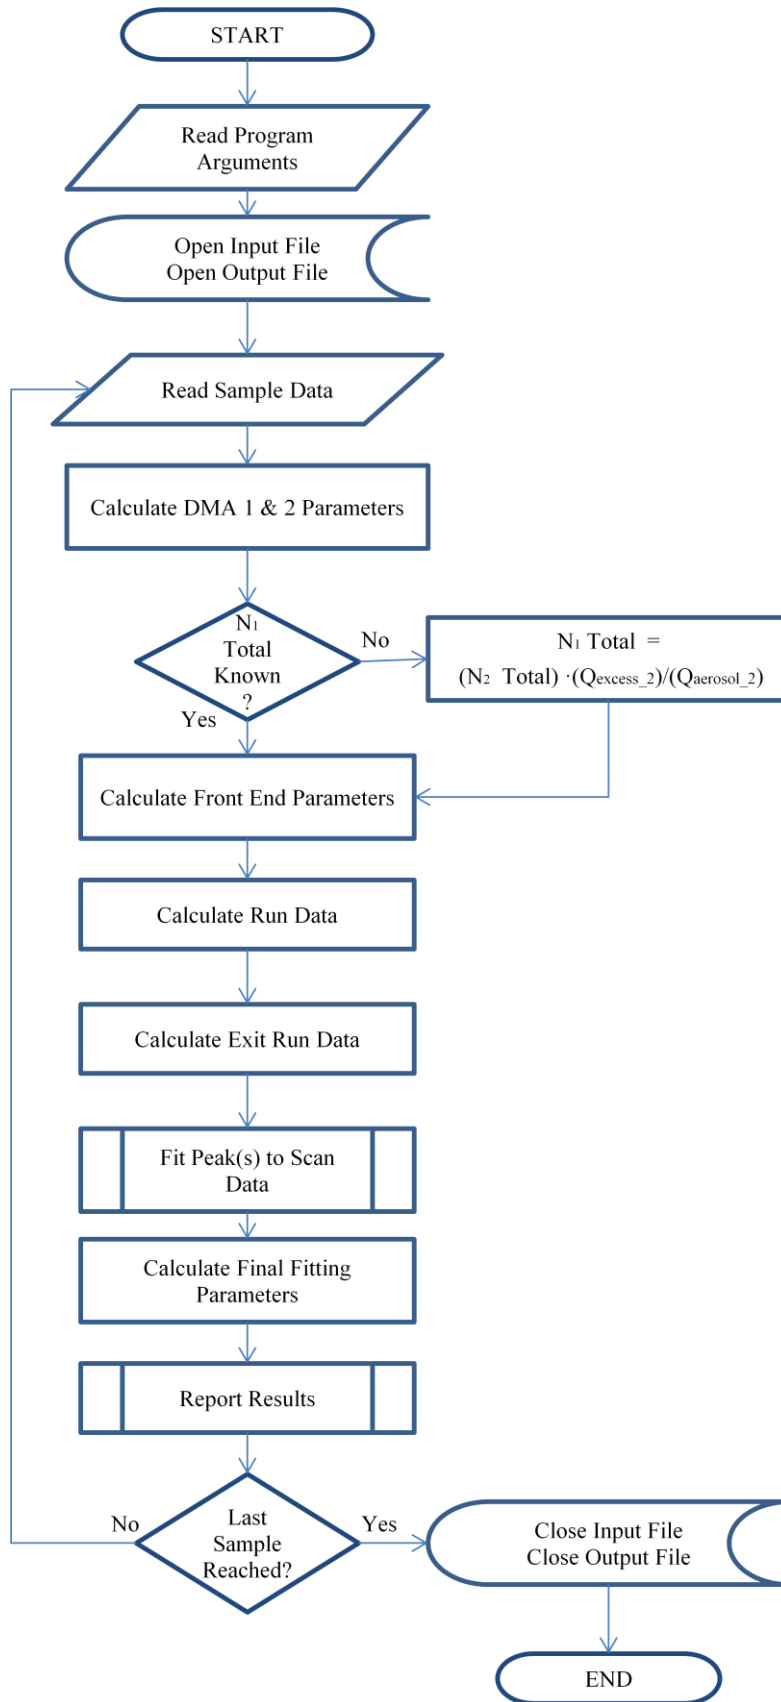 START
Read Program
Arguments
Open Input File
Open Output File
Read Sample Data
Calculate DMA 1 & 2 Parameters
N₁
Total
Known
?
No
Yes
N₁ Total =
(N₂ Total) ·(Qexcess_2)/(Qaerosol_2)
Calculate Front End Parameters
Calculate Run Data
Calculate Exit Run Data
Fit Peak(s) to Scan
Data
Calculate Final Fitting
Parameters
Report Results
No
Last
Sample
Reached?
Yes
Close Input File
Close Output File
END